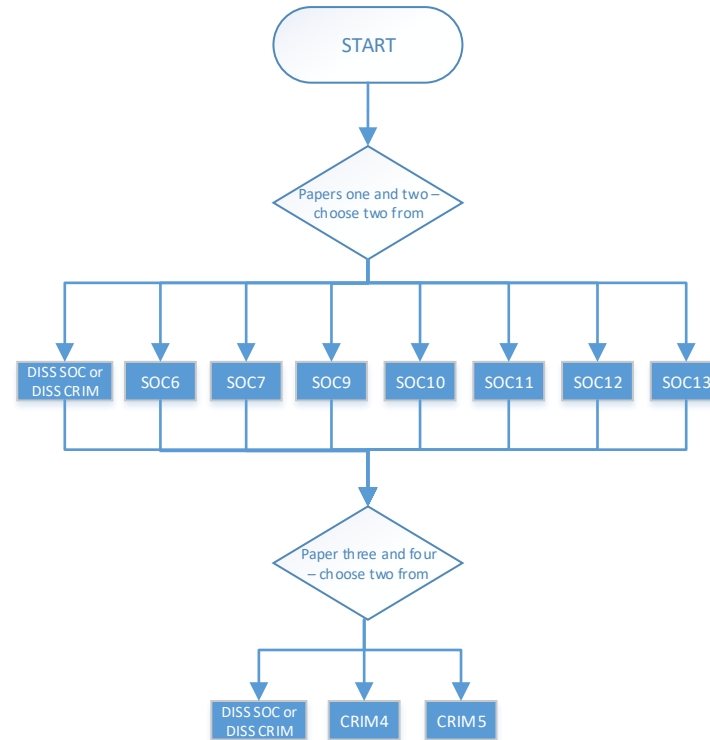 START
Papers one and two –
choose two from
DISS SOC or
DISS CRIM
SOC6
SOC7
SOC9
SOC10
SOC11
SOC12
SOC13
Paper three and four
– choose two from
DISS SOC or
DISS CRIM
CRIM4
CRIM5